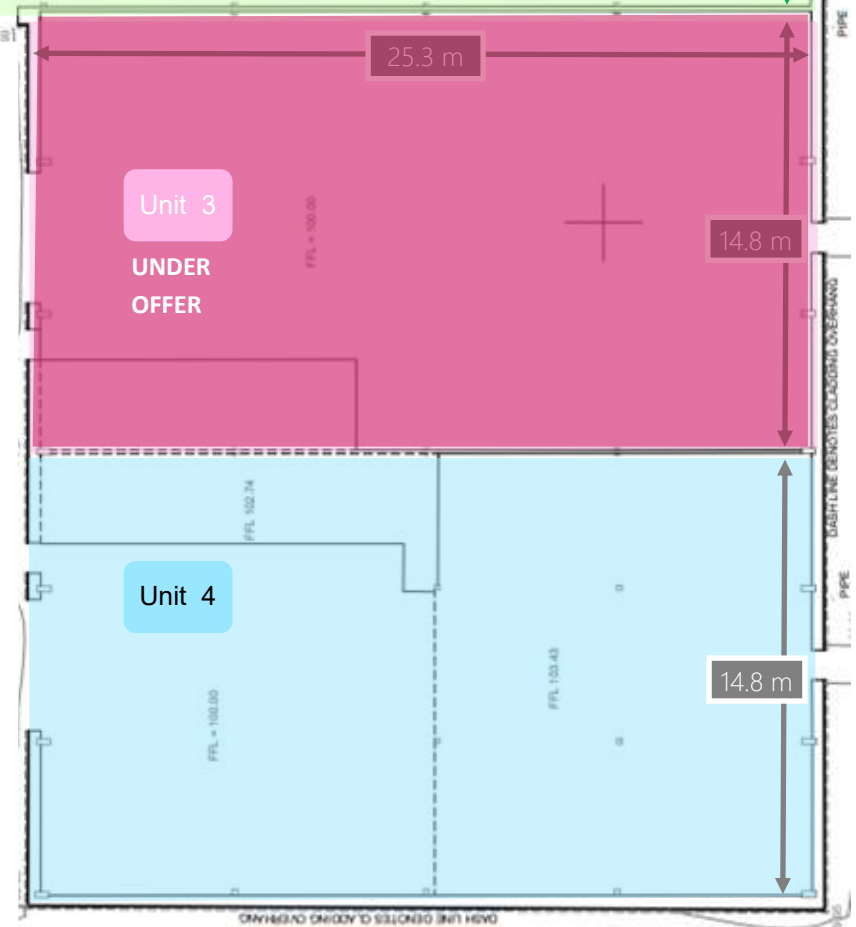 PIPE
25.3 m
Unit 3
14.8 m
UNDER
OFFER
FFL = 100.00
DASH LINE DENOTES CLADDING OVERHANG
FFL 102.74
Unit 4
PIPE
14.8 m
FFL 103.43
FFL = 100.00
DASH LINE DENOTES CLADDING OVERHANG